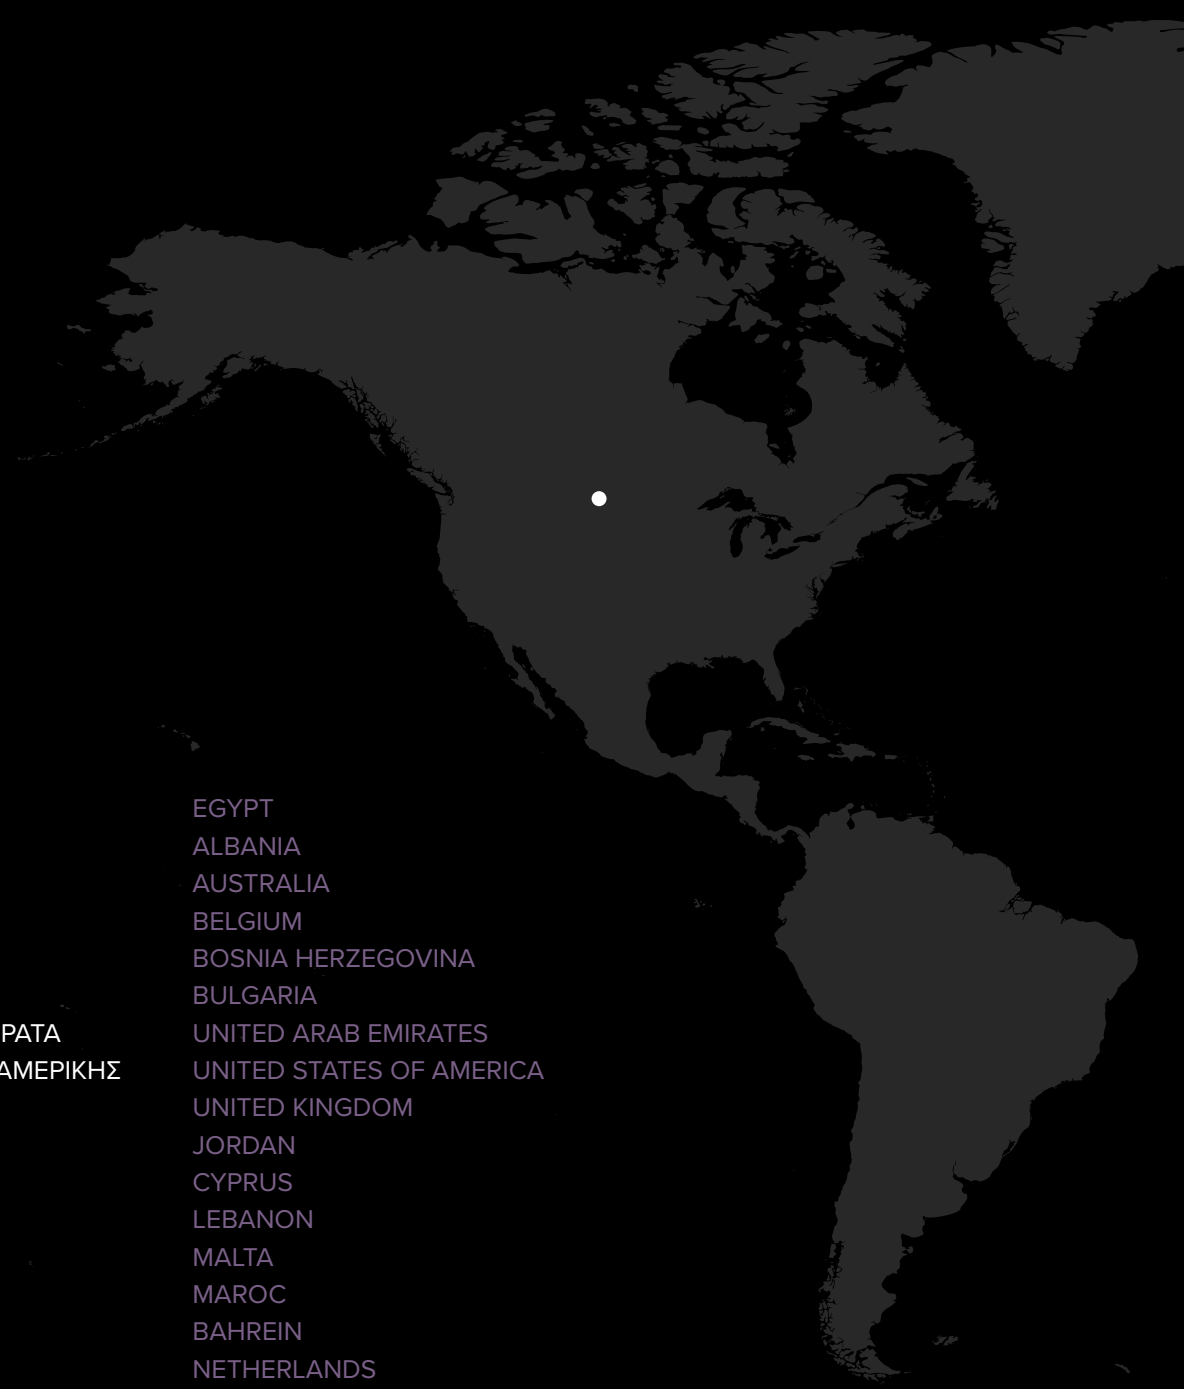 EGYPT
ALBANIA
AUSTRALIA
BELGIUM
BOSNIA HERZEGOVINA
BULGARIA
ΡΑΤΑ UNITED ARAB EMIRATES
ΑΜΕΡΙΚΗΣ UNITED STATES OF AMERICA
UNITED KINGDOM
JORDAN
CYPRUS
LEBANON
MALTA
MAROC
BAHREIN
NETHERLANDS